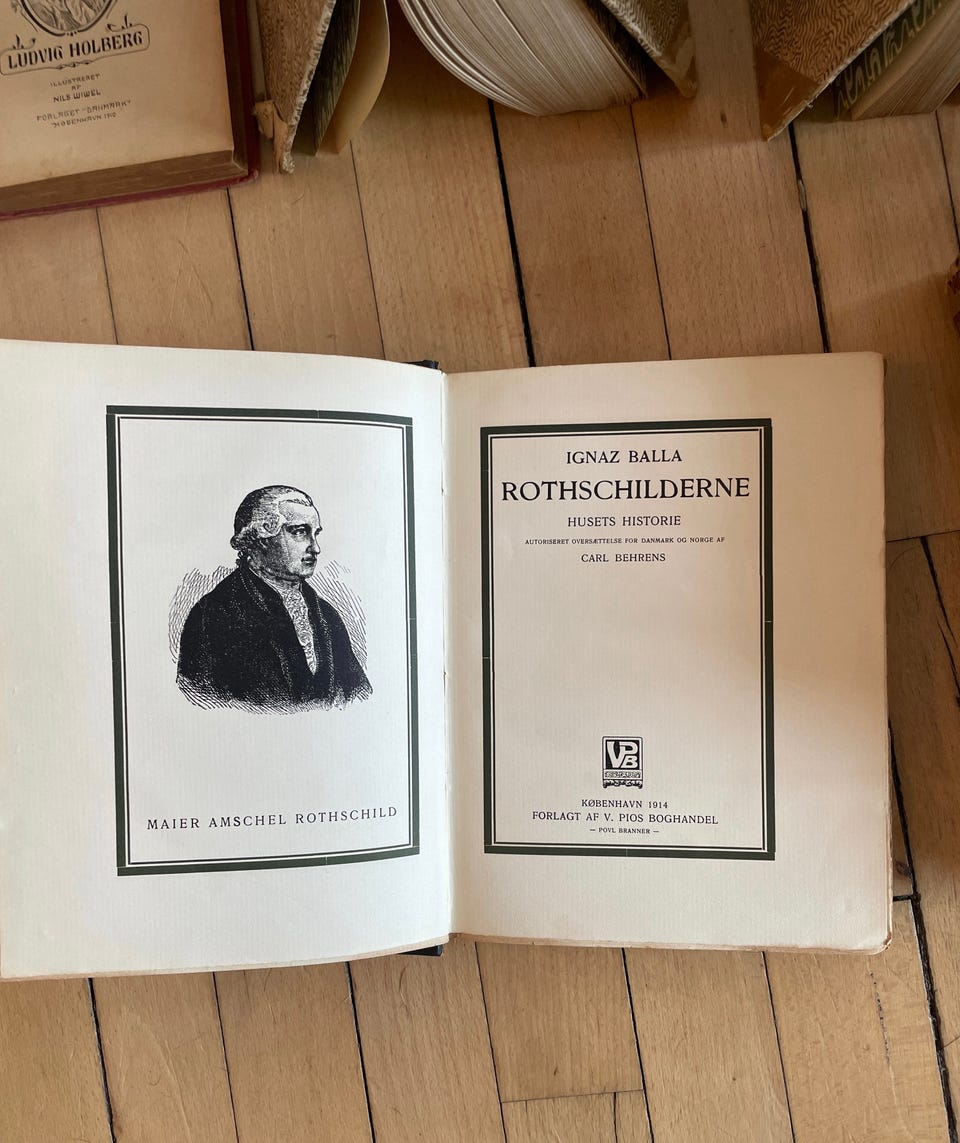 LUDVIG HOLBERG
ILLUSTRERET
AF
NILS WIWEL
FORLAGET "DANMARK"
KØBENHAVN 1910
MAIER AMSCHEL ROTHSCHILD
IGNAZ BALLA
ROTHSCHILDERNE
HUSETS HISTORIE
AUTORISERET OVERSÆTTELSE FOR DANMARK OG NORGE AF
CARL BEHRENS
VPB
KØBENHAVN 1914
FORLAGT AF V. PIOS BOGHANDEL
— POVL BRANNER —